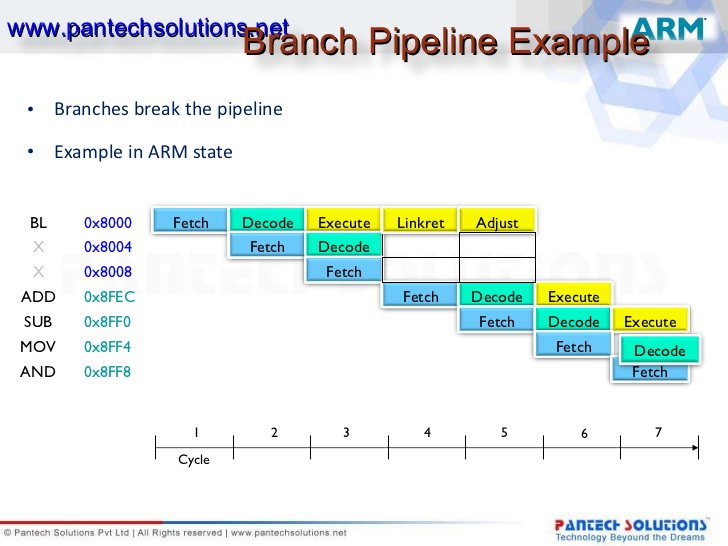 www.pantechsolutions.net
Branch Pipeline Example
ARM
• Branches break the pipeline
• Example in ARM state
BL 0x8000 Fetch Decode Execute Linkret Adjust
X 0x8004 Fetch Decode
X 0x8008 Fetch
ADD 0x8FEC Fetch Decode Execute
SUB 0x8FF0 Fetch Decode Execute
MOV 0x8FF4 Fetch Decode
AND 0x8FF8 Fetch
PANTECH SOLUTIONS
1 2 3 4 5 6 7
Cycle
© Pantech Solutions Pvt Ltd | All Rights reserved | www.pantechsolutions.net
PANTECH SOLUTIONS
Technology Beyound the Dreams